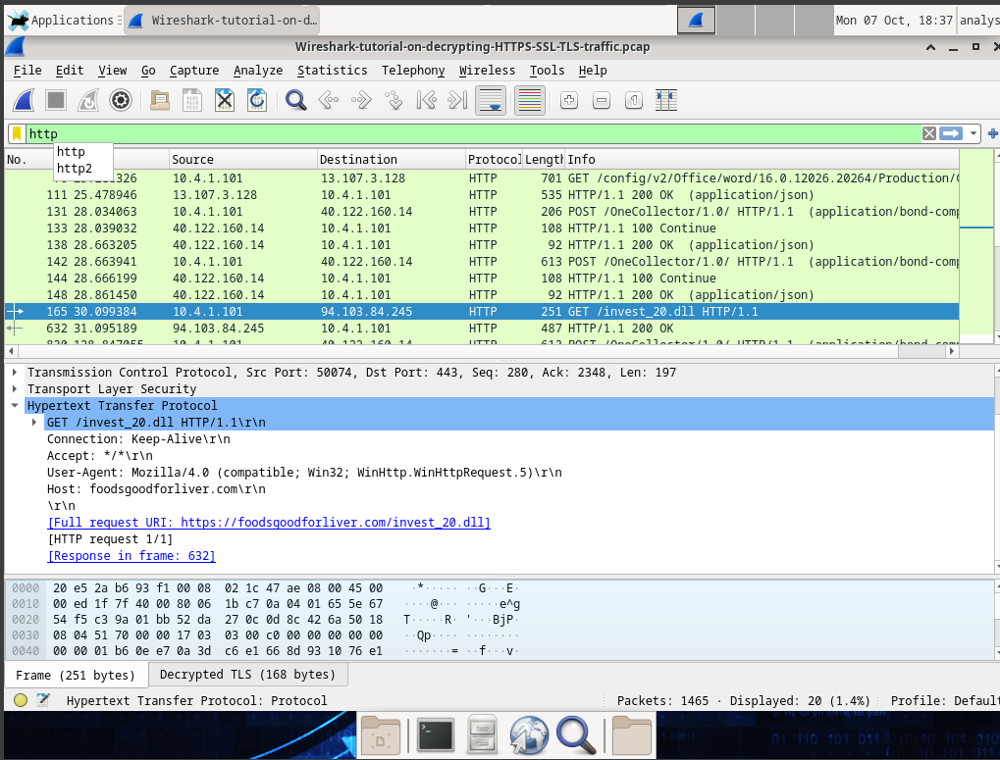 Applications Wireshark-tutorial-on-d... Mon 07 Oct, 18:37 analys
Wireshark-tutorial-on-decrypting-HTTPS-SSL-TLS-traffic.pcap
File Edit View Go Capture Analyze Statistics Telephony Wireless Tools Help
http
http
http2
No. Source Destination Protocol Length Info
10.4.1.101 13.107.3.128 HTTP 701 GET /config/v2/Office/word/16.0.12026.20264/Production/
111 25.478946 13.107.3.128 10.4.1.101 HTTP 535 HTTP/1.1 200 OK (application/json)
131 28.034063 10.4.1.101 40.122.160.14 HTTP 206 POST /OneCollector/1.0/ HTTP/1.1 (application/bond-comp
133 28.039032 40.122.160.14 10.4.1.101 HTTP 108 HTTP/1.1 100 Continue
138 28.663205 40.122.160.14 10.4.1.101 HTTP 92 HTTP/1.1 200 OK (application/json)
142 28.663941 10.4.1.101 40.122.160.14 HTTP 613 POST /OneCollector/1.0/ HTTP/1.1 (application/bond-comp
144 28.666199 40.122.160.14 10.4.1.101 HTTP 108 HTTP/1.1 100 Continue
148 28.861450 40.122.160.14 10.4.1.101 HTTP 92 HTTP/1.1 200 OK (application/json)
165 30.099384 10.4.1.101 94.103.84.245 HTTP 251 GET /invest_20.dll HTTP/1.1
632 31.095189 94.103.84.245 10.4.1.101 HTTP 487 HTTP/1.1 200 OK
Transmission Control Protocol, Src Port: 50074, Dst Port: 443, Seq: 280, Ack: 2348, Len: 197
Transport Layer Security
Hypertext Transfer Protocol
GET /invest_20.dll HTTP/1.1\r\n
Connection: Keep-Alive\r\n
Accept: */*\r\n
User-Agent: Mozilla/4.0 (compatible; Win32; WinHttp.WinHttpRequest.5)\r\n
Host: foodsgoodforliver.com\r\n
\r\n
[Full request URI: https://foodsgoodforliver.com/invest_20.dll]
[HTTP request 1/1]
[Response in frame: 632]
0000 20 e5 2a b6 93 f1 00 08 02 1c 47 ae 08 00 45 00 ·*····· ··G···E·
0010 00 ed 1f 7f 40 00 80 06 1b c7 0a 04 01 65 5e 67 ····@··· ·····e^g
0020 54 f5 c3 9a 01 bb 52 da 27 0c 0d 8c 42 6a 50 18 T·····R· '···BjP·
0030 08 04 51 70 00 00 17 03 03 00 c0 00 00 00 00 00 ··Qp···· ········
0040 00 00 01 b6 0e e7 0a 3d c6 e1 66 8d 93 10 76 e1 ·······= ··f···v·
Frame (251 bytes) Decrypted TLS (168 bytes)
Hypertext Transfer Protocol: Protocol Packets: 1465 · Displayed: 20 (1.4%) Profile: Default